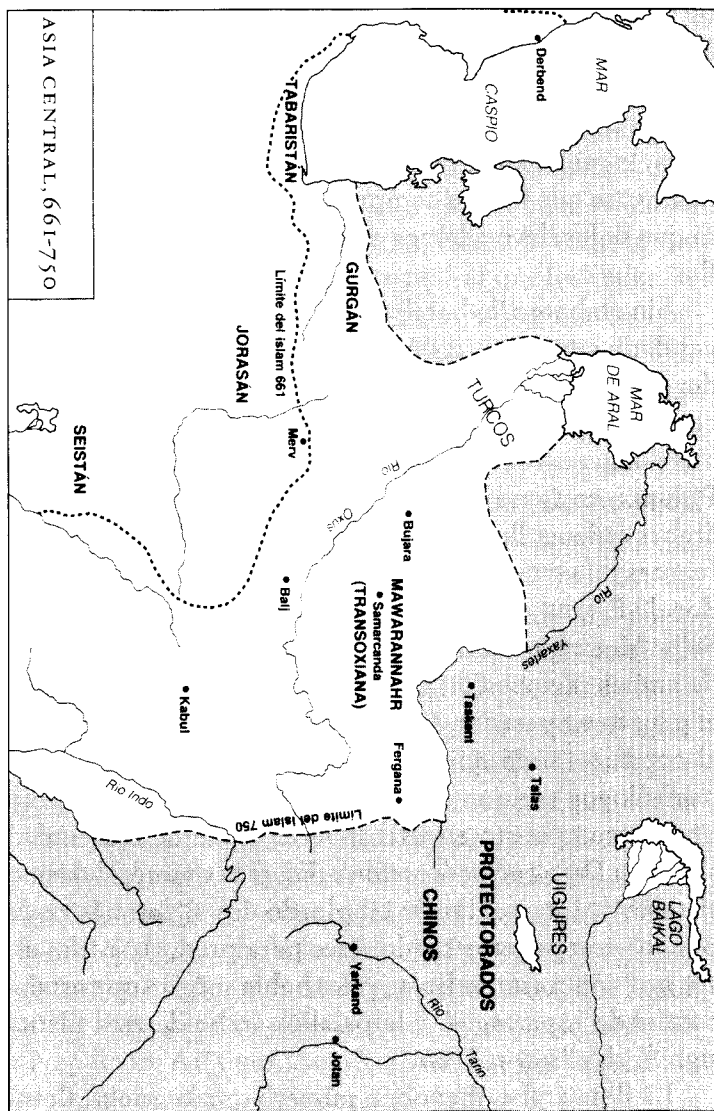 ASIA CENTRAL, 661-750
MAR
CASPIO
Derbend
TABARISTÁN
GURGÁN
Límite del islam 661
JORASÁN
Merv
SEISTÁN
MAR
DE ARAL
TURCOS
Río
Oxus
Bujara
MAWARANNAHR
Samarcanda
(TRANSOXIANA)
Balj
Kabul
Río
Yaxartes
Taskent
Talas
Fergana
Río Indo
Límite del Islam 750
LAGO
BAIKAL
UIGURES
PROTECTORADOS
CHINOS
Yarkand
Río
Tarin
Jotan